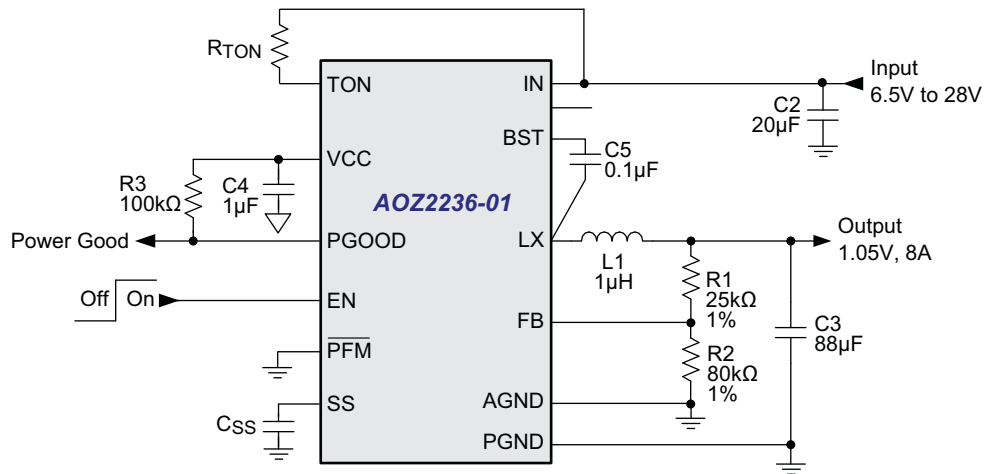 R_TON
TON
IN
Input
6.5V to 28V
C2
20µF
BST
C5
0.1µF
VCC
R3
100kΩ
C4
1µF
AOZ2236-01
Power Good
PGOOD
LX
L1
1µH
Output
1.05V, 8A
R1
25kΩ
1%
Off
On
EN
FB
C3
88µF
PFM
R2
80kΩ
1%
SS
AGND
C_SS
PGND